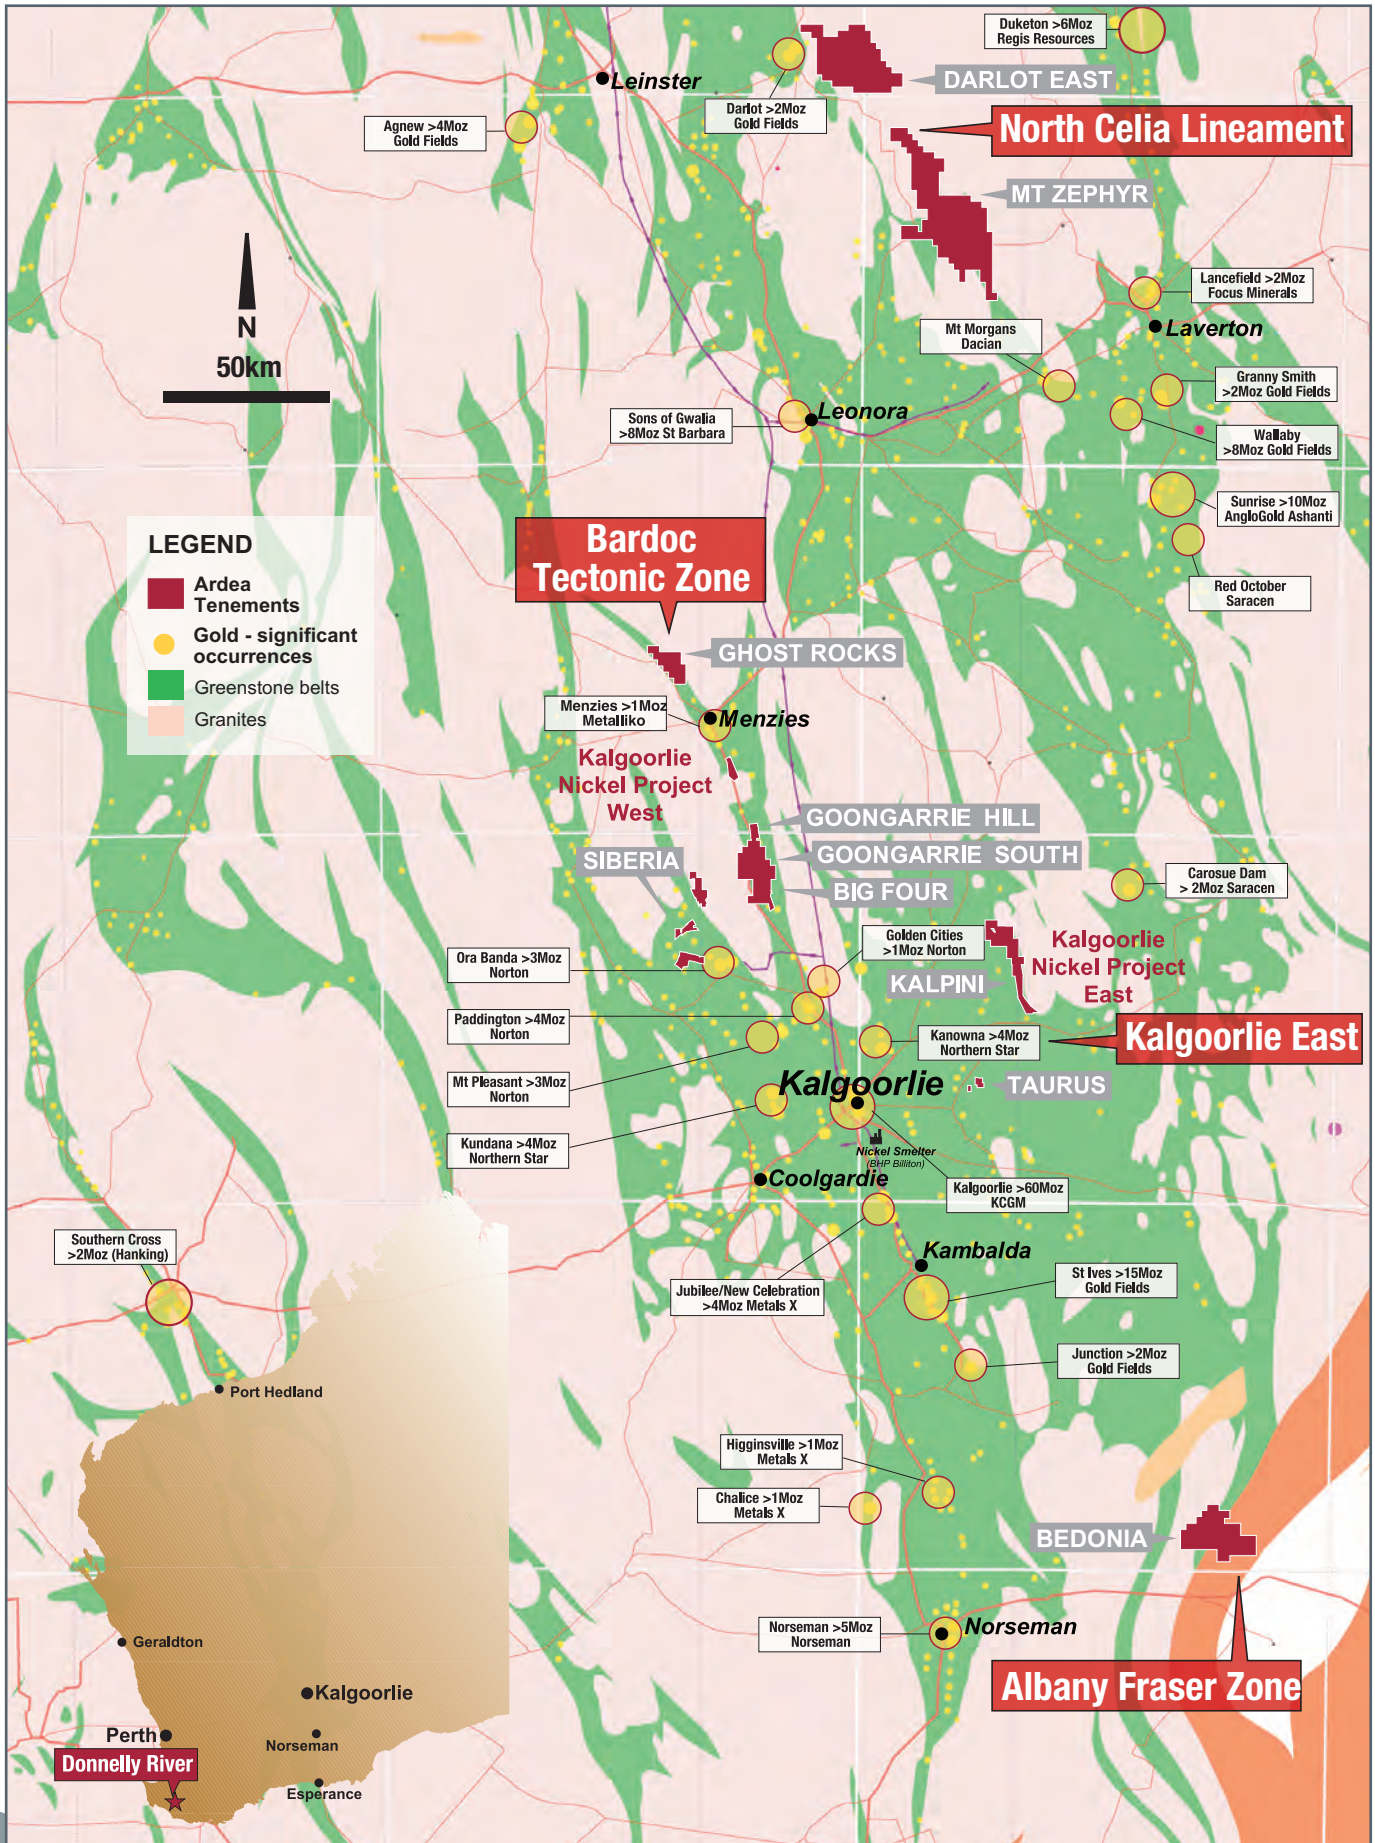 Duketon >6Moz
Regis Resources
Leinster
DARLOT EAST
Darlot >2Moz
Gold Fields
Agnew >4Moz
Gold Fields
North Celia Lineament
MT ZEPHYR
N
50km
Lancefield >2Moz
Focus Minerals
Laverton
Mt Morgans
Dacian
Granny Smith
>2Moz Gold Fields
Sons of Gwalia
>8Moz St Barbara
Leonora
Wallaby
>8Moz Gold Fields
Sunrise >10Moz
AngloGold Ashanti
Red October
Saracen
LEGEND
Ardea
Tenements
Gold - significant
occurrences
Greenstone belts
Granites
Bardoc
Tectonic Zone
GHOST ROCKS
Menzies >1Moz
Metalliko
Menzies
Kalgoorlie
Nickel Project
West
GOONGARRIE HILL
GOONGARRIE SOUTH
BIG FOUR
SIBERIA
Carosue Dam
> 2Moz Saracen
Golden Cities
>1Moz Norton
Kalgoorlie
Nickel Project
East
KALPINI
Ora Banda >3Moz
Norton
Paddington >4Moz
Norton
Kanowna >4Moz
Northern Star
Kalgoorlie East
Mt Pleasant >3Moz
Norton
Kalgoorlie
TAURUS
Kundana >4Moz
Northern Star
Nickel Smelter
(BHP Billiton)
Coolgardie
Kalgoorlie >60Moz
KCGM
Southern Cross
>2Moz (Hanking)
Kambalda
Jubilee/New Celebration
>4Moz Metals X
St Ives >15Moz
Gold Fields
Junction >2Moz
Gold Fields
Port Hedland
Higginsville >1Moz
Metals X
Chalice >1Moz
Metals X
BEDONIA
Norseman >5Moz
Norseman
Norseman
Albany Fraser Zone
Geraldton
Kalgoorlie
Perth
Norseman
Donnelly River
Esperance